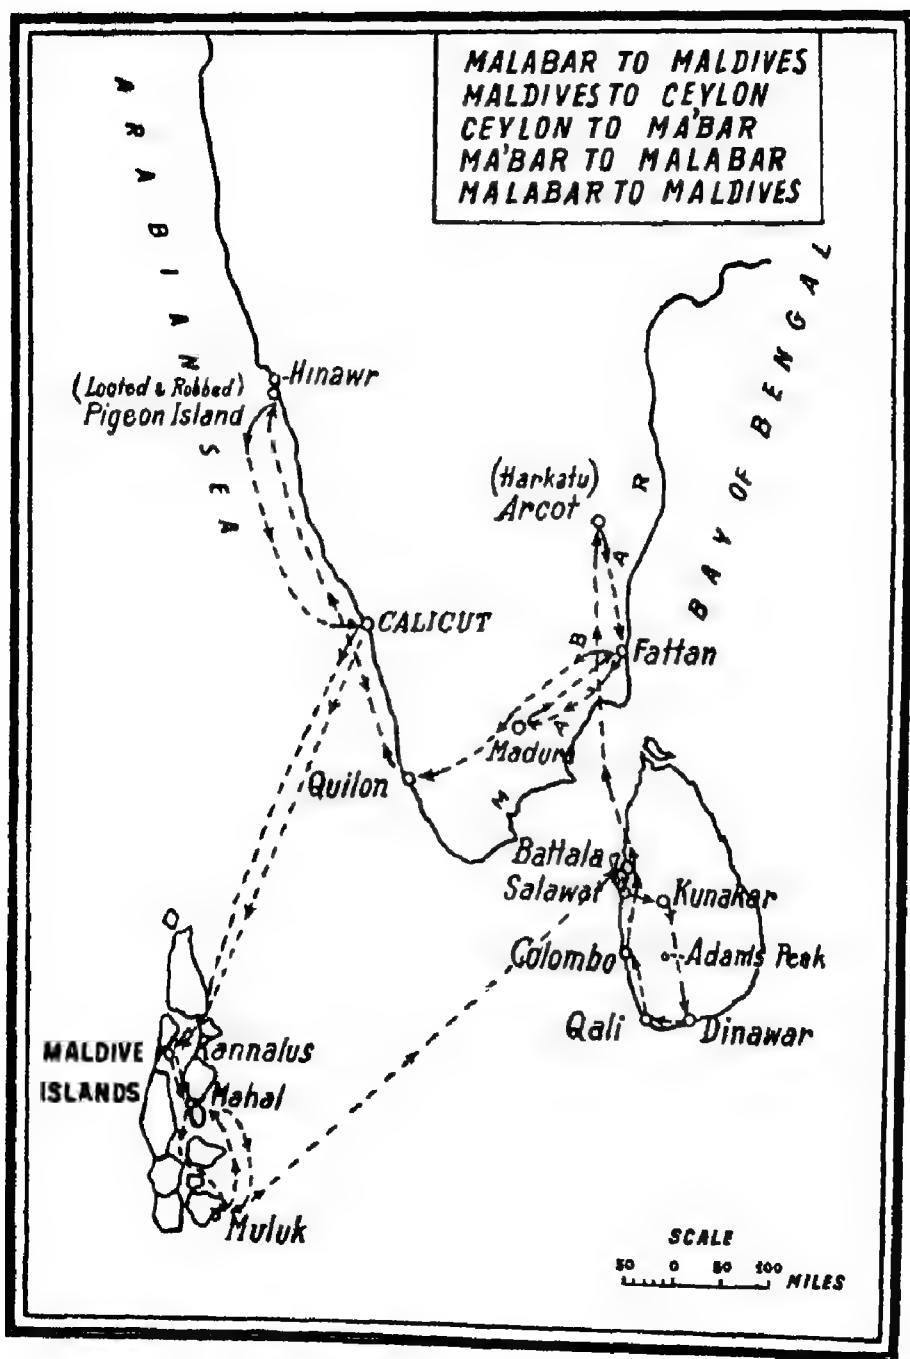 MALABAR TO MALDIVES
MALDIVES TO CEYLON
CEYLON TO MA'BAR
MA'BAR TO MALABAR
MALABAR TO MALDIVES
ARABIAN SEA
BAY OF BENGAL
Hinawr
(Looted & Robbed)
Pigeon Island
(Harkatu)
Arcot
MA'BAR
CALICUT
Fattan
Madura
Quilon
Battala
Salawat
Kunakar
Colombo
Adams Peak
Qali
Dinawar
MALDIVE
ISLANDS
Kannalus
Mahal
Muluk
SCALE
50 0 50 100
MILES